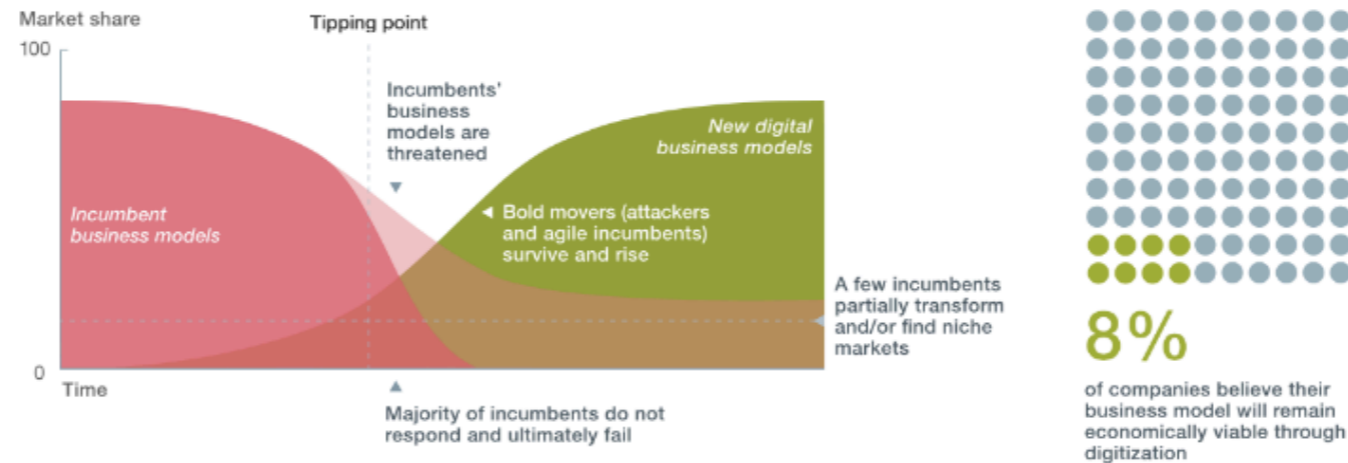 Market share
Tipping point
100
Incumbents'
business
models are
threatened
New digital
business models
Incumbent
business models
Bold movers (attackers
and agile incumbents)
survive and rise
A few incumbents
partially transform
and/or find niche
markets
0
Time
Majority of incumbents do not
respond and ultimately fail
8%
of companies believe their
business model will remain
economically viable through
digitization